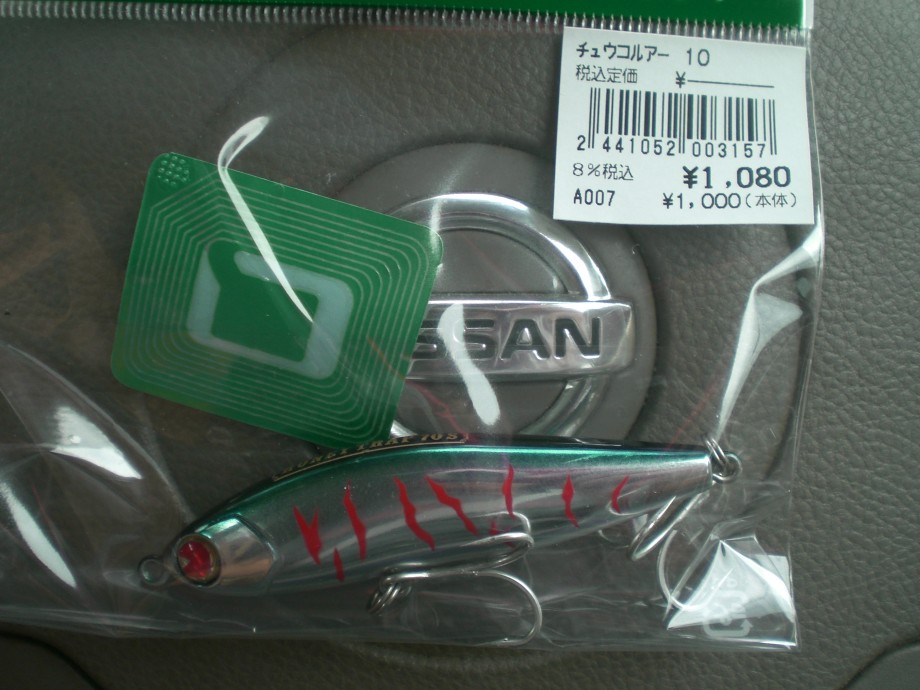 チュウコルアー 10
税込定価 ¥
2 441052 003157
8%税込 ¥1,080
A007 ¥1,000(本体)
SSAN